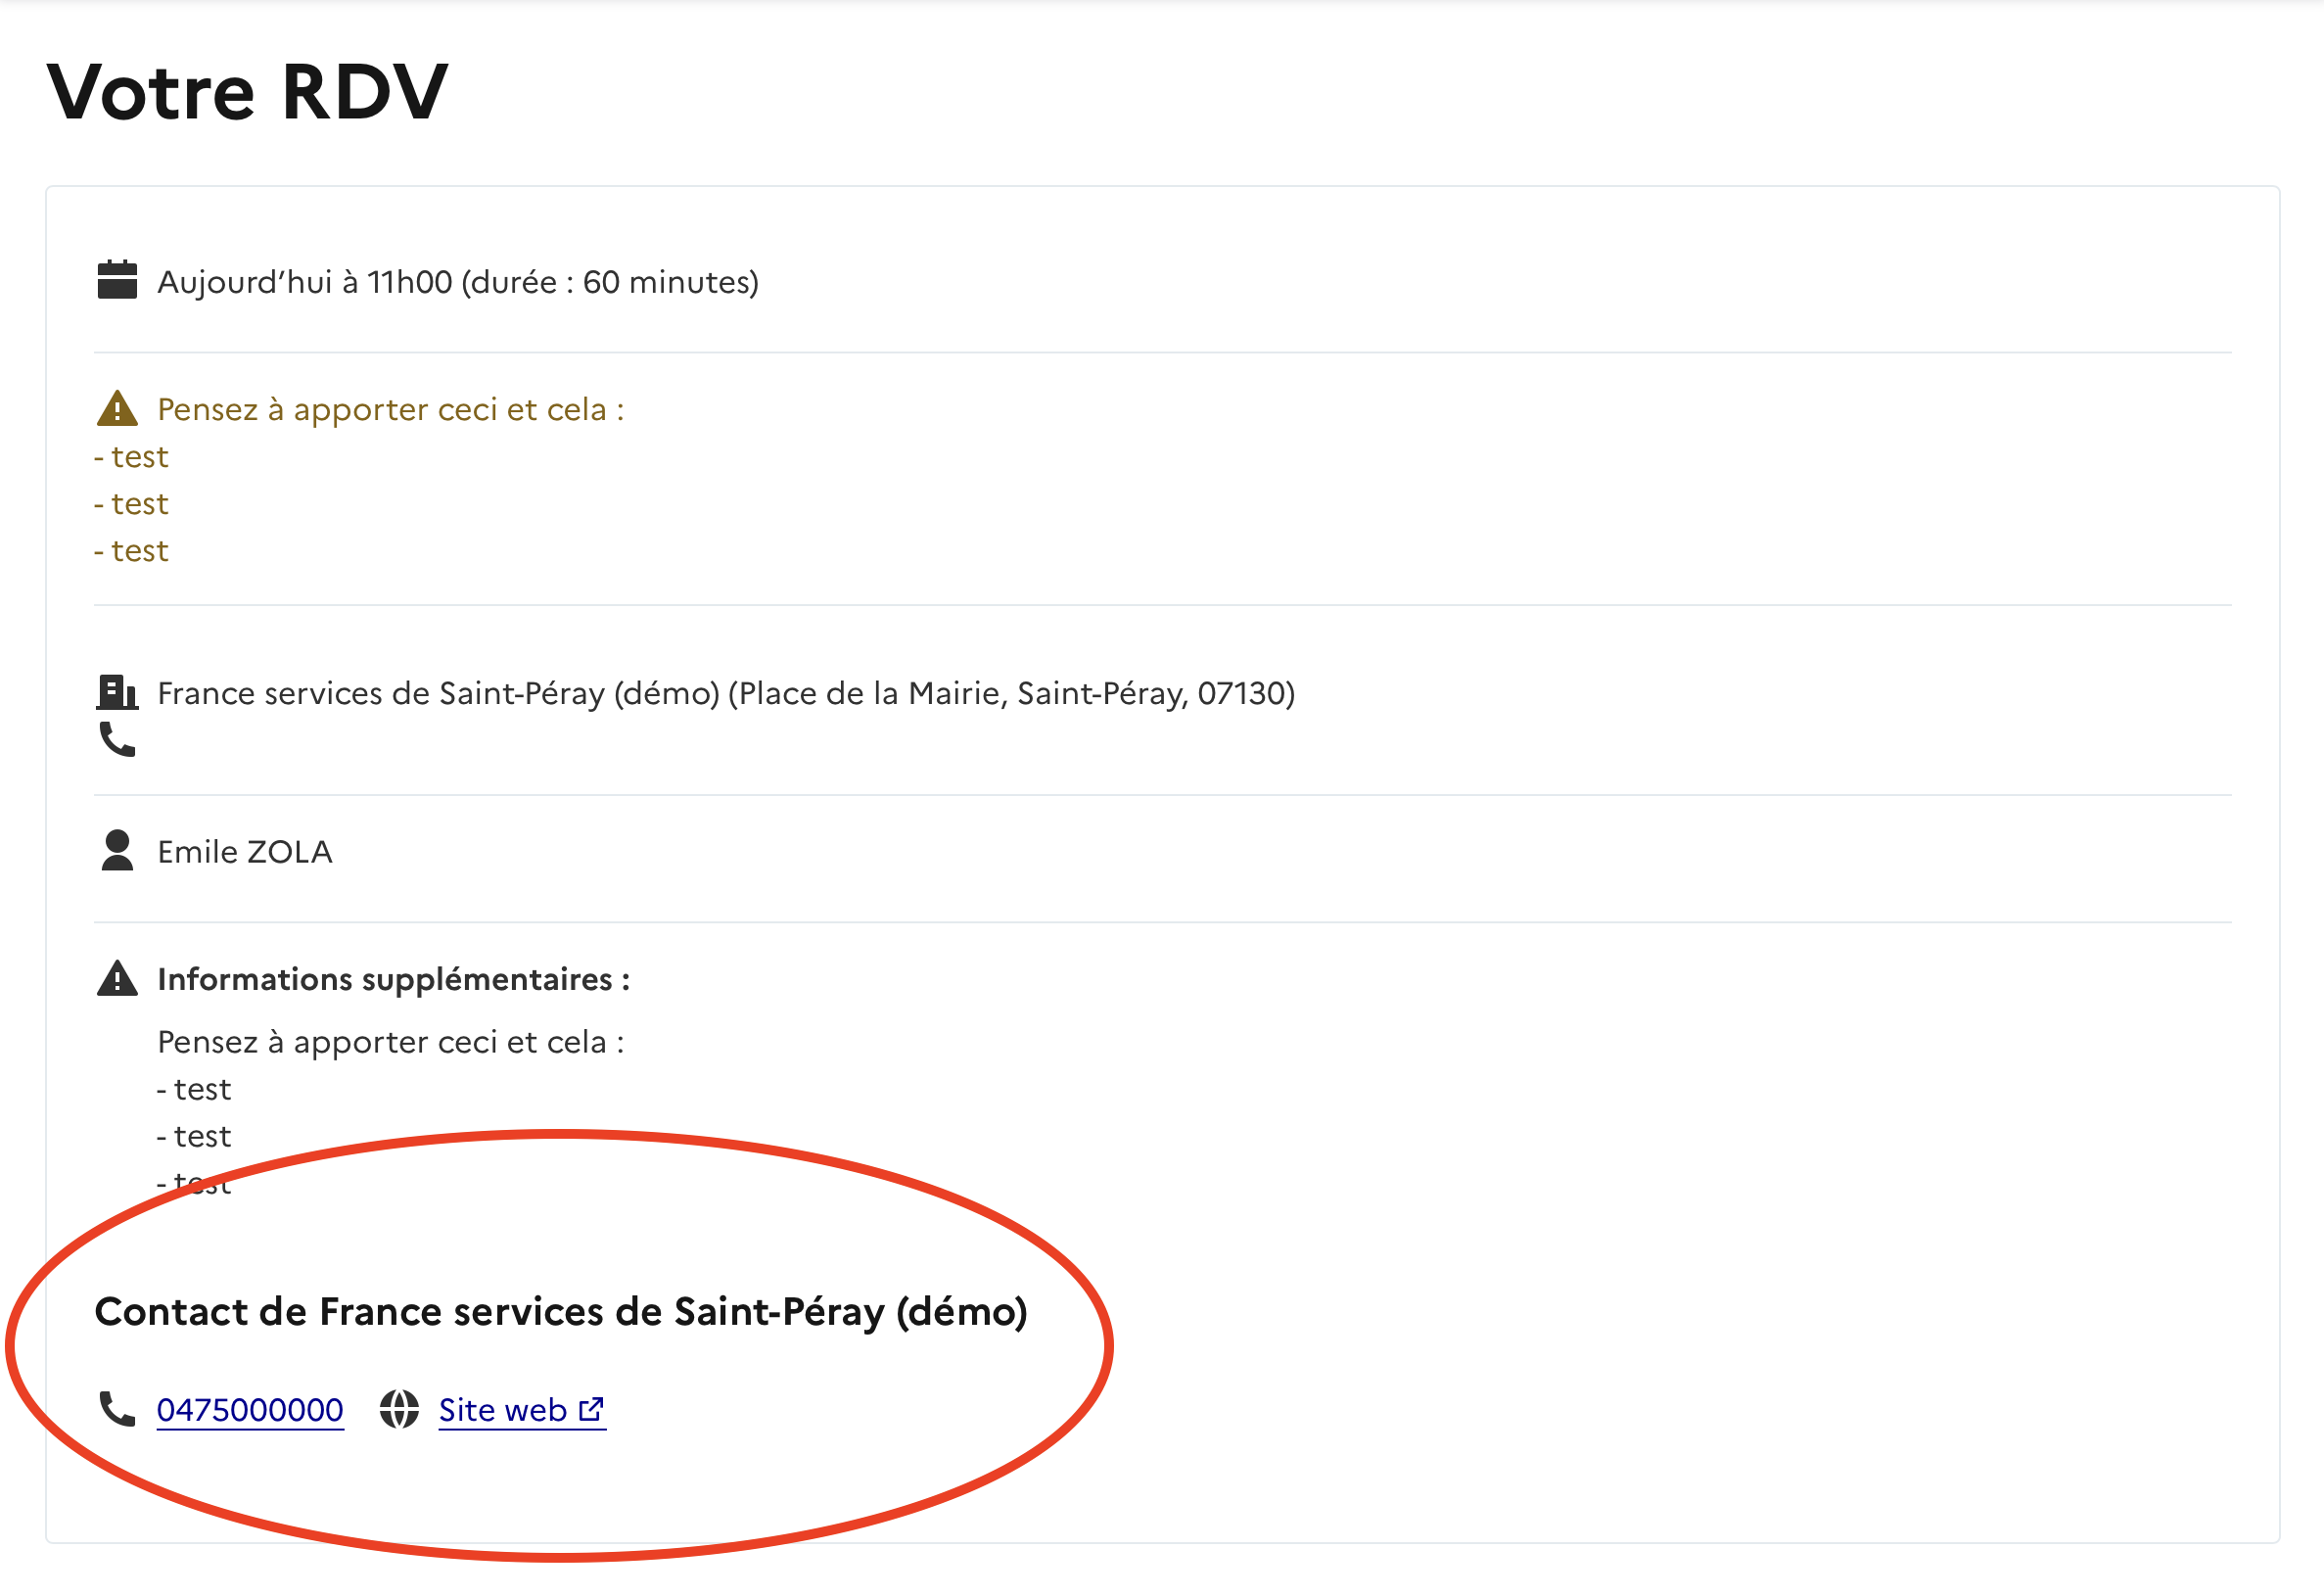 Votre RDV
Aujourd’hui à 11h00 (durée : 60 minutes)
Pensez à apporter ceci et cela :
- test
- test
- test
France services de Saint-Péray (démo) (Place de la Mairie, Saint-Péray, 07130)
Emile ZOLA
Informations supplémentaires :
Pensez à apporter ceci et cela :
- test
- test
- test
Contact de France services de Saint-Péray (démo)
0475000000 Site web